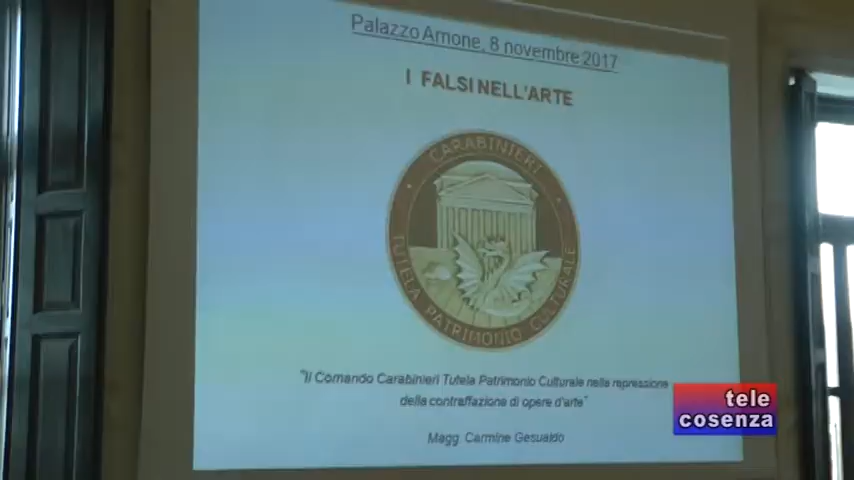 Palazzo Arnone, 8 novembre 2017
I FALSI NELL'ARTE
CARABINIERI
TUTELA PATRIMONIO CULTURALE
"Il Comando Carabinieri Tutela Patrimonio Culturale nella repressione
della contraffazione di opere d'arte"
Magg. Carmine Gesualdo
tele
cosenza